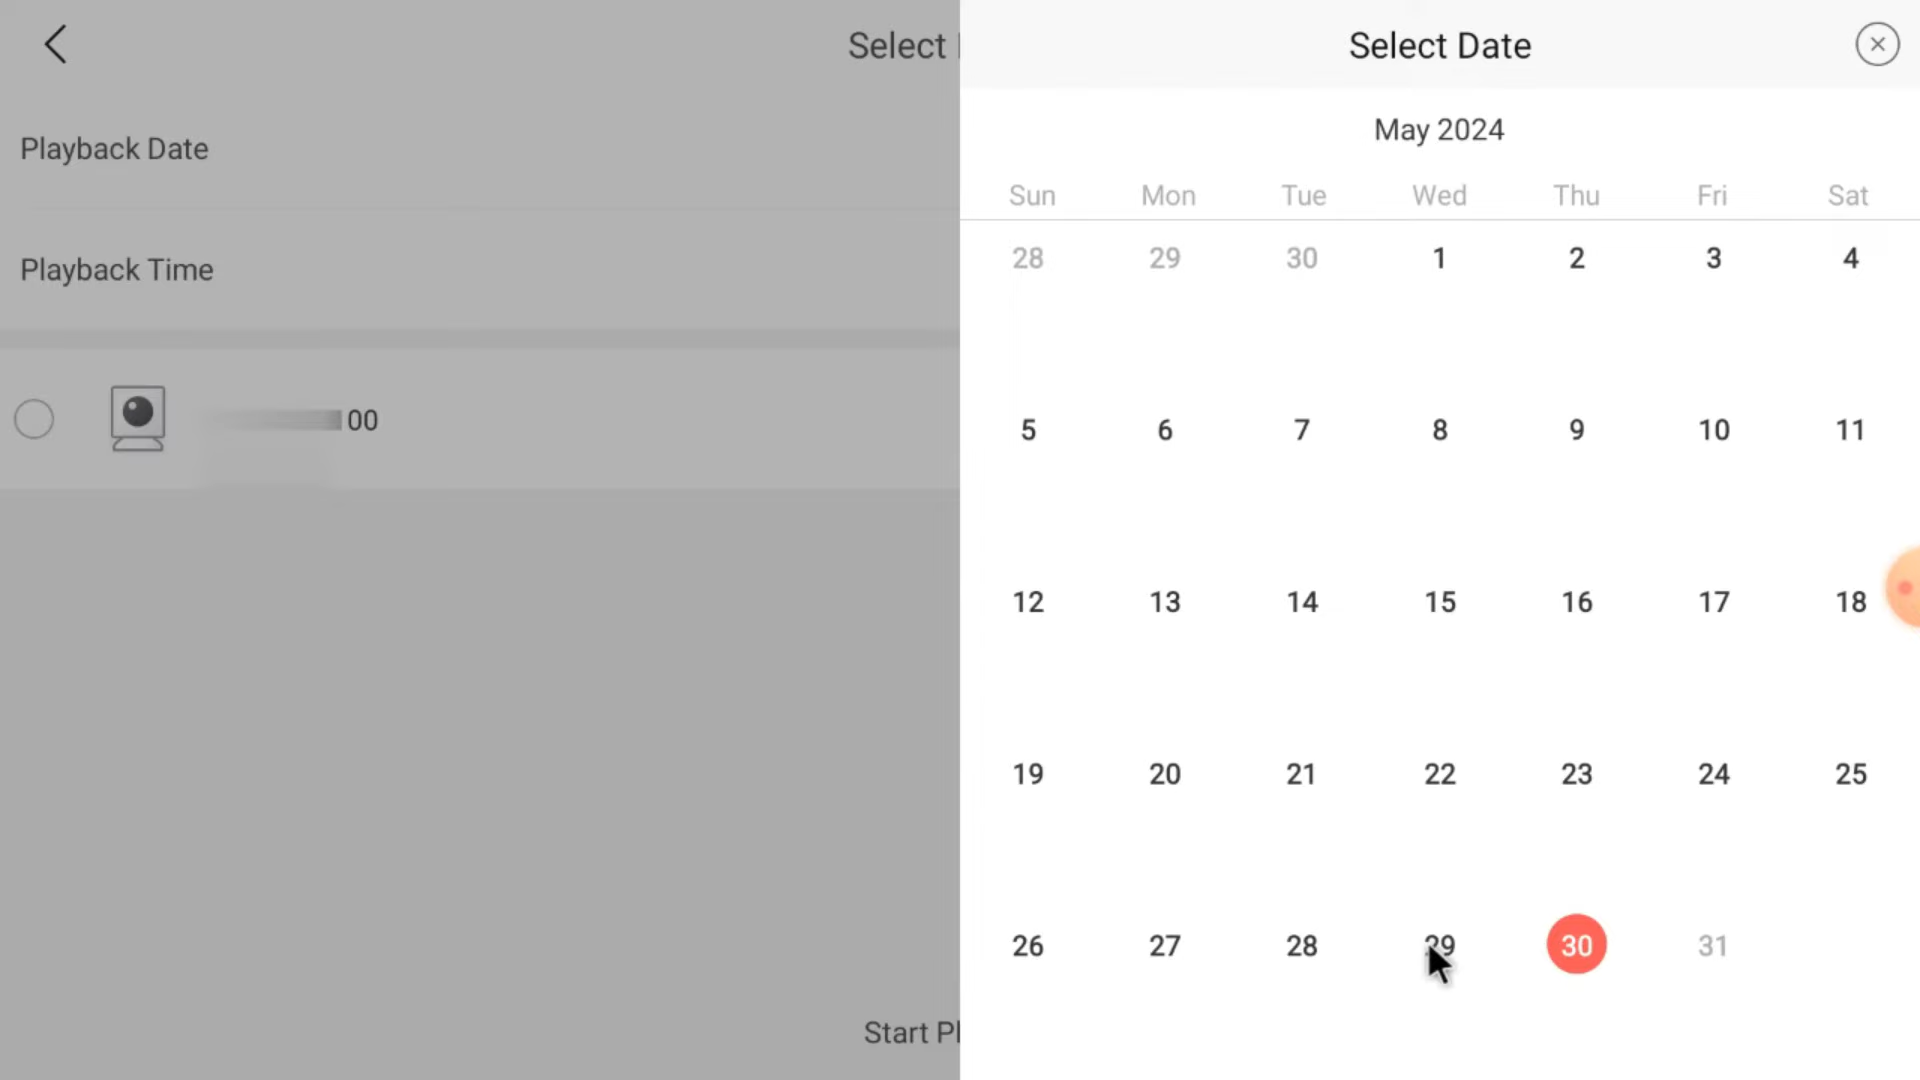 Select
Playback Date
Playback Time
00
Start Pl
Select Date
May 2024
Sun Mon Tue Wed Thu Fri Sat
28 29 30 1 2 3 4
5 6 7 8 9 10 11
12 13 14 15 16 17 18
19 20 21 22 23 24 25
26 27 28 29 30 31